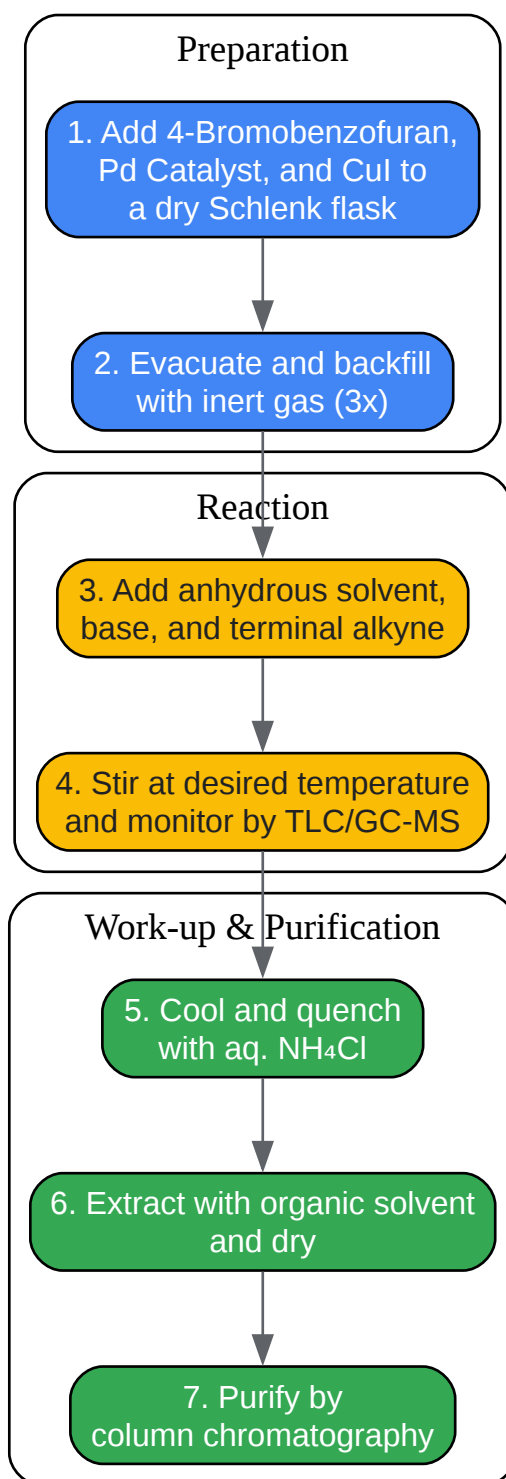 Preparation
1. Add 4-Bromobenzofuran,
Pd Catalyst, and CuI to
a dry Schlenk flask
2. Evacuate and backfill
with inert gas (3x)
Reaction
3. Add anhydrous solvent,
base, and terminal alkyne
4. Stir at desired temperature
and monitor by TLC/GC-MS
Work-up & Purification
5. Cool and quench
with aq. NH₄Cl
6. Extract with organic solvent
and dry
7. Purify by
column chromatography